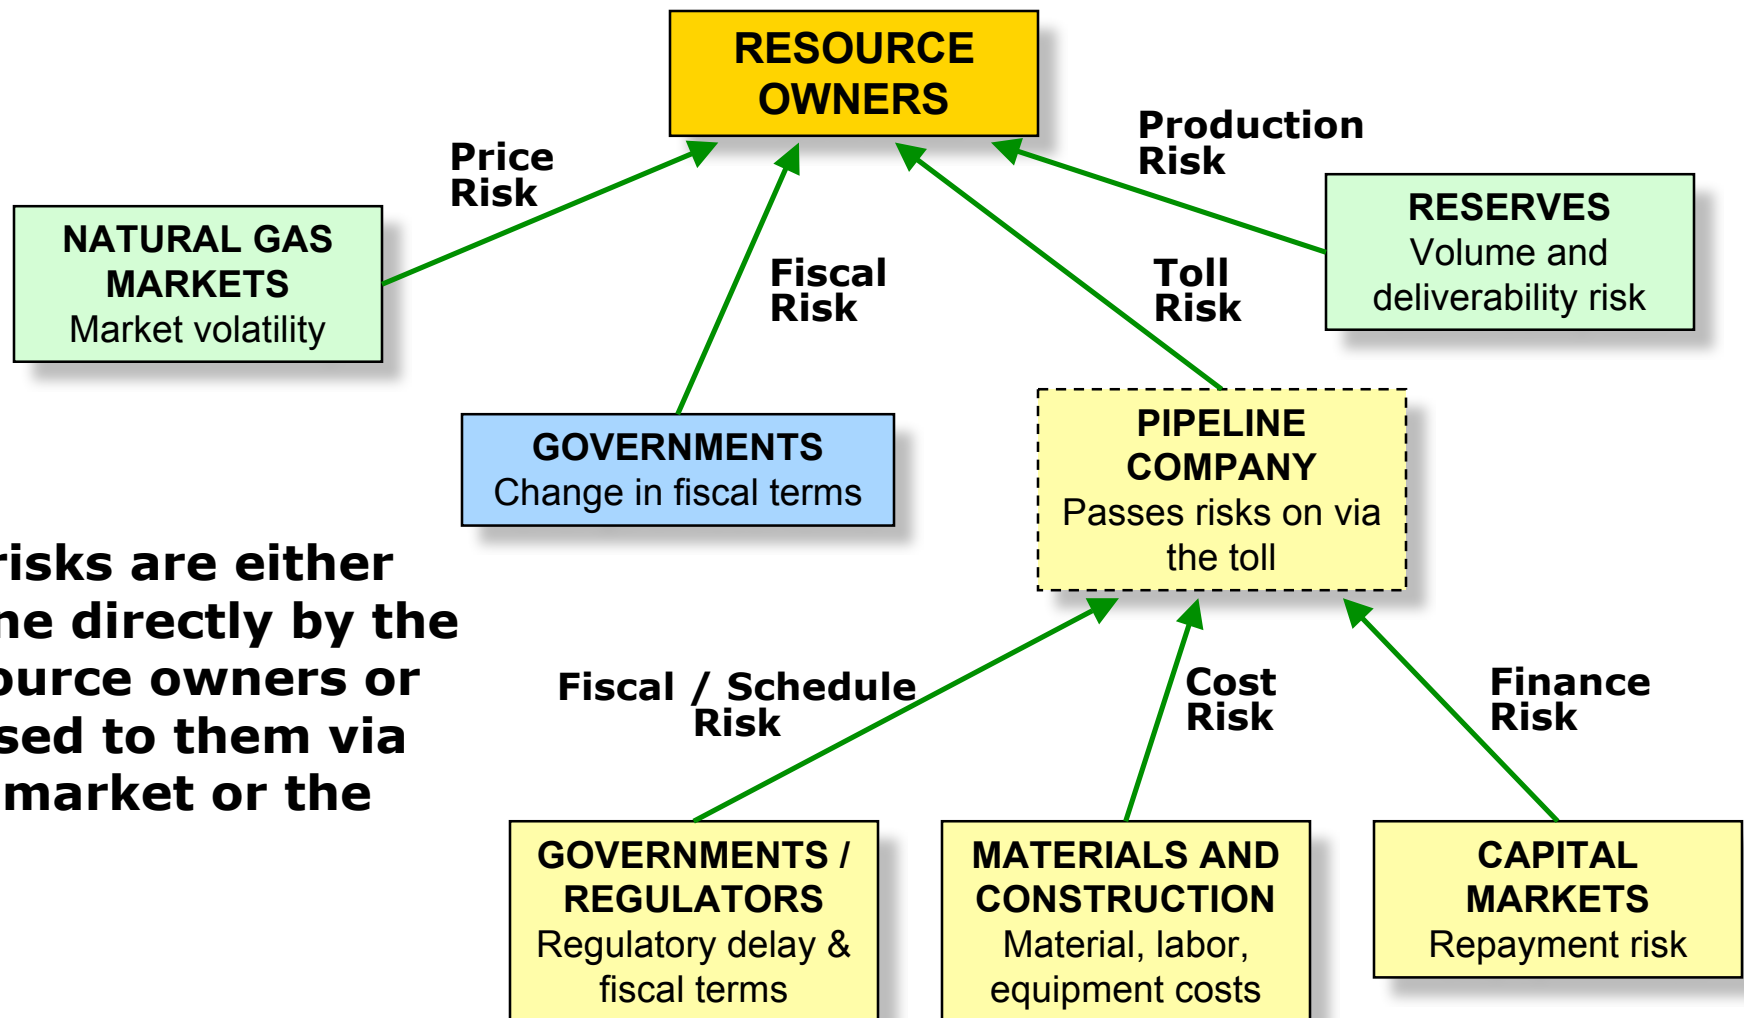 RESOURCE
OWNERS
Price
Risk
Production
Risk
NATURAL GAS
MARKETS
Market volatility
Fiscal
Risk
Toll
Risk
RESERVES
Volume and
deliverability risk
GOVERNMENTS
Change in fiscal terms
PIPELINE
COMPANY
Passes risks on via
the toll
risks are either
ne directly by the
ource owners or
sed to them via
market or the
Fiscal / Schedule
Risk
Cost
Risk
Finance
Risk
GOVERNMENTS /
REGULATORS
Regulatory delay &
fiscal terms
MATERIALS AND
CONSTRUCTION
Material, labor,
equipment costs
CAPITAL
MARKETS
Repayment risk